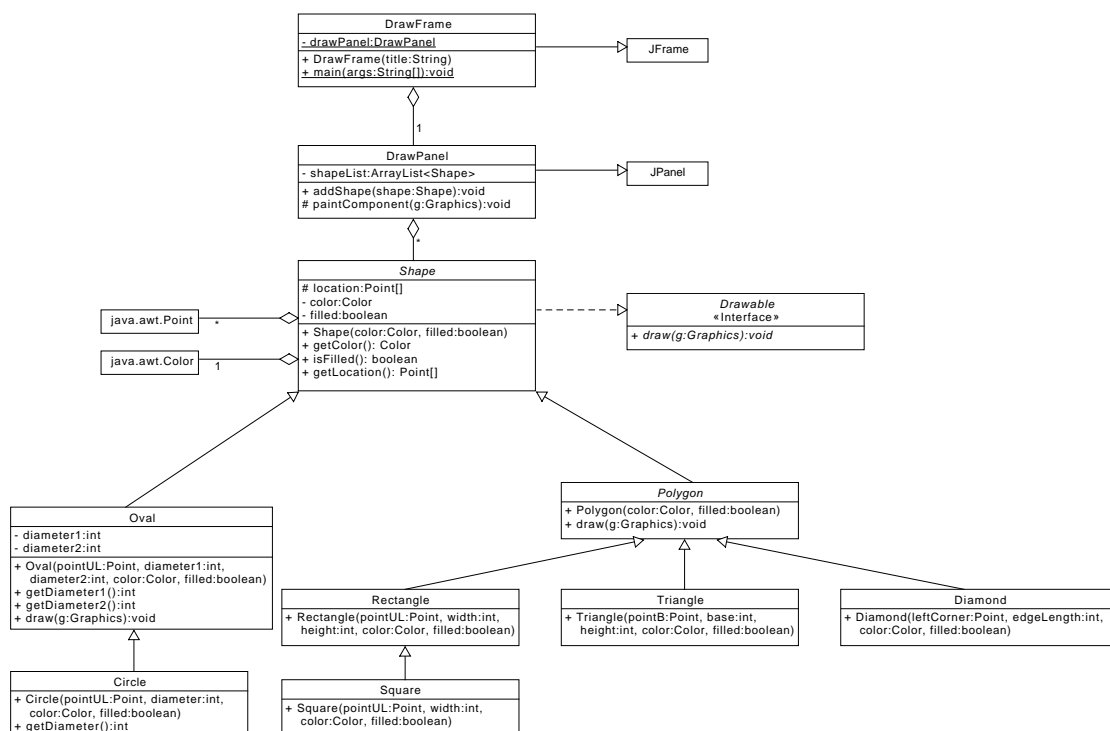 DrawFrame
- drawPanel:DrawPanel
+ DrawFrame(title:String)
+ main(args:String[]):void
JFrame
1
DrawPanel
- shapeList:ArrayList<Shape>
+ addShape(shape:Shape):void
# paintComponent(g:Graphics):void
JPanel
*
Shape
# location:Point[]
- color:Color
- filled:boolean
+ Shape(color:Color, filled:boolean)
+ getColor(): Color
+ isFilled(): boolean
+ getLocation(): Point[]
java.awt.Point
*
java.awt.Color
1
Drawable
«Interface»
+ draw(g:Graphics):void
Oval
- diameter1:int
- diameter2:int
+ Oval(pointUL:Point, diameter1:int,
diameter2:int, color:Color, filled:boolean)
+ getDiameter1():int
+ getDiameter2():int
+ draw(g:Graphics):void
Polygon
+ Polygon(color:Color, filled:boolean)
+ draw(g:Graphics):void
Rectangle
+ Rectangle(pointUL:Point, width:int,
height:int, color:Color, filled:boolean)
Triangle
+ Triangle(pointB:Point, base:int,
height:int, color:Color, filled:boolean)
Diamond
+ Diamond(leftCorner:Point, edgeLength:int,
color:Color, filled:boolean)
Circle
+ Circle(pointUL:Point, diameter:int,
color:Color, filled:boolean)
+ getDiameter():int
Square
+ Square(pointUL:Point, width:int,
color:Color, filled:boolean)